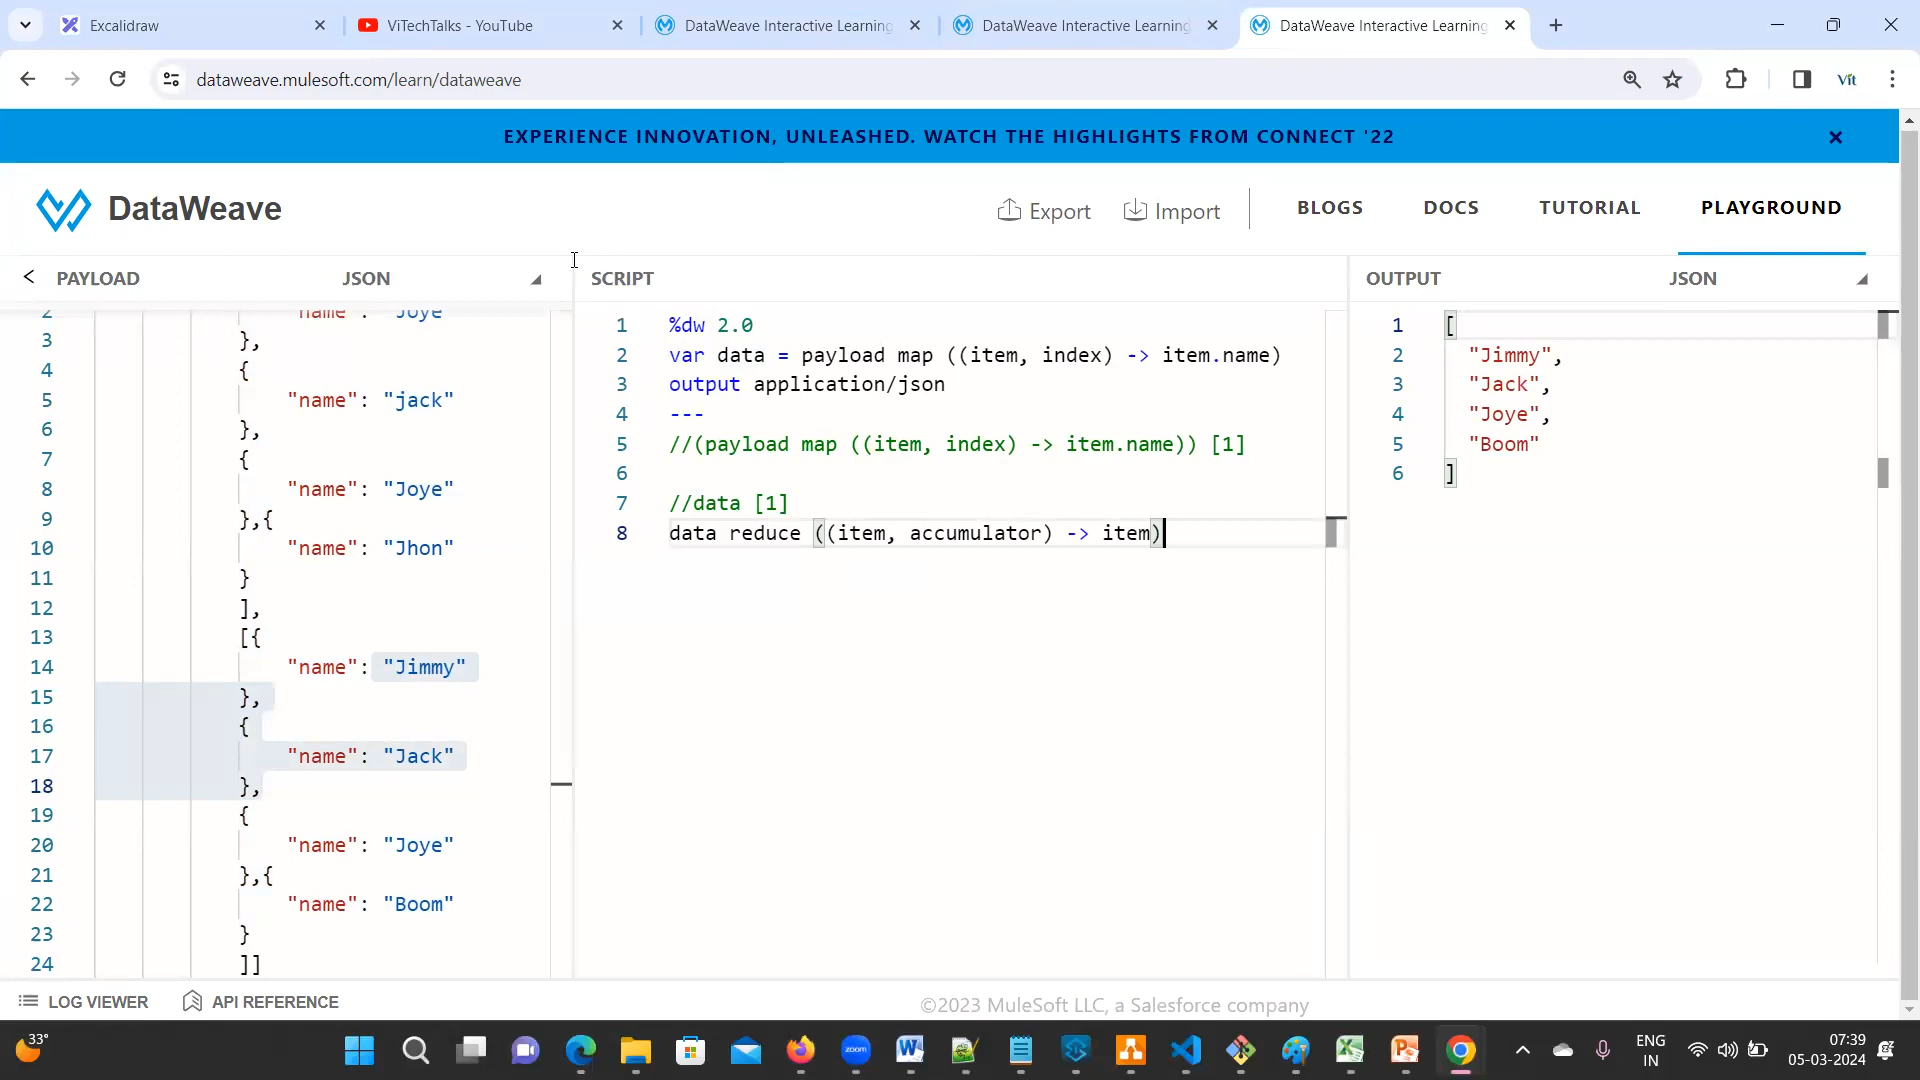 Excalidraw
ViTechTalks - YouTube
DataWeave Interactive Learning
DataWeave Interactive Learning
DataWeave Interactive Learning
dataweave.mulesoft.com/learn/dataweave
Vit
EXPERIENCE INNOVATION, UNLEASHED. WATCH THE HIGHLIGHTS FROM CONNECT '22
DataWeave
Export
Import
BLOGS
DOCS
TUTORIAL
PLAYGROUND
PAYLOAD
JSON
2 "name": "Joye"
3 },
4 {
5 "name": "jack"
6 },
7 {
8 "name": "Joye"
9 },{
10 "name": "Jhon"
11 }
12 ],
13 [{
14 "name": "Jimmy"
15 },
16 {
17 "name": "Jack"
18 },
19 {
20 "name": "Joye"
21 },{
22 "name": "Boom"
23 }
24 ]]
SCRIPT
1 %dw 2.0
2 var data = payload map ((item, index) -> item.name)
3 output application/json
4 ---
5 //(payload map ((item, index) -> item.name)) [1]
6
7 //data [1]
8 data reduce ((item, accumulator) -> item)
OUTPUT
JSON
1 [
2 "Jimmy",
3 "Jack",
4 "Joye",
5 "Boom"
6 ]
LOG VIEWER
API REFERENCE
©2023 MuleSoft LLC, a Salesforce company
33°
zoom
ENG
IN
07:39
05-03-2024